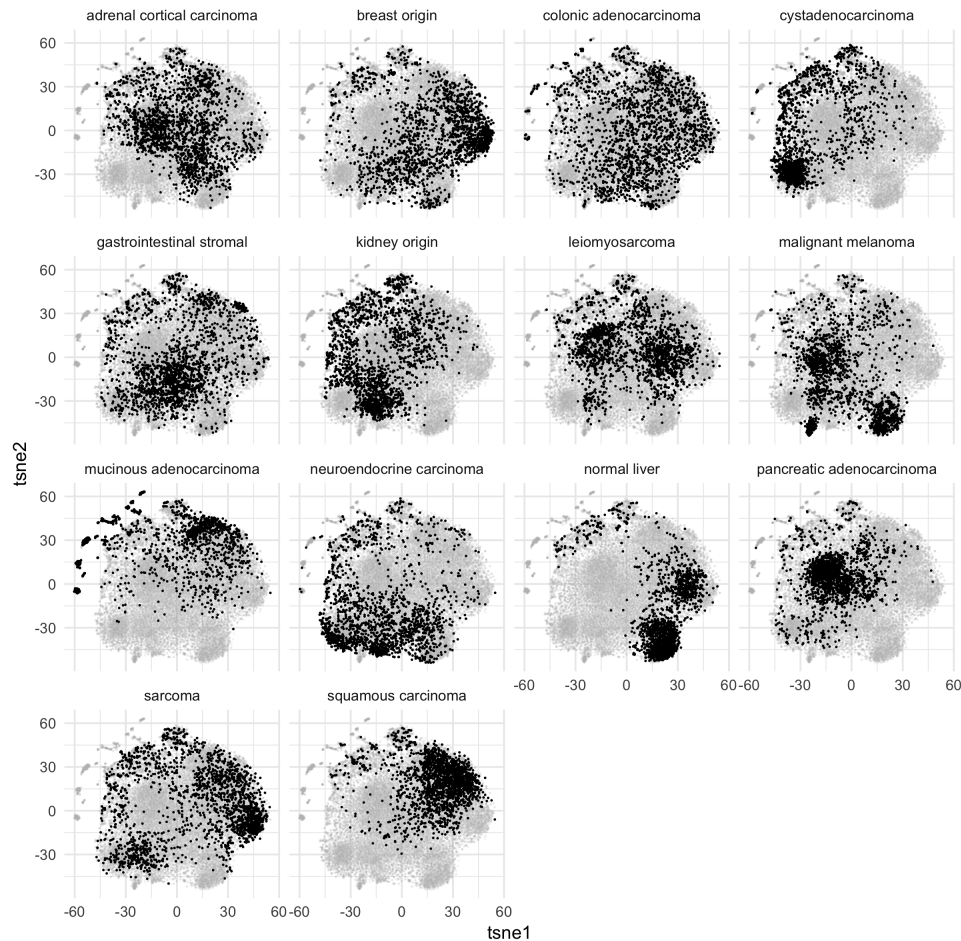 adrenal cortical carcinoma breast origin colonic adenocarcinoma cystadenocarcinoma
60
30
0
-30
gastrointestinal stromal kidney origin leiomyosarcoma malignant melanoma
60
30
0
-30
tsne2
mucinous adenocarcinoma neuroendocrine carcinoma normal liver pancreatic adenocarcinoma
60
30
0
-30
-60 -30 0 30 60 -60 -30 0 30 60
sarcoma squamous carcinoma
60
30
0
-30
-60 -30 0 30 60 -60 -30 0 30 60
tsne1